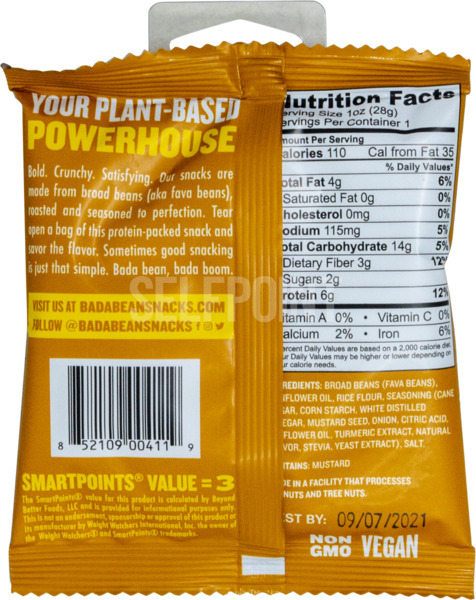 YOUR PLANT-BASED
POWERHOUSE
Bold. Crunchy. Satisfying. Our snacks are
made from broad beans (aka fava beans),
roasted and seasoned to perfection. Tear
open a bag of this protein-packed snack and
savor the flavor. Sometimes good snacking
is just that simple. Bada bean, bada boom.
VISIT US AT BADABEANSNACKS.COM
FOLLOW @BADABEANSNACKS
8 52109 00411 9
SMARTPOINTS® VALUE = 3
The SmartPoints® value for this product is calculated by Beyond
Better Foods, LLC and is provided for informational purposes only.
This is not an endorsement, sponsorship or approval of this product or
its manufacturer by Weight Watchers International, Inc. the owner of
the Weight Watchers® and SmartPoints® trademarks.
Nutrition Facts
erving Size 1oz (28g)
ervings Per Container 1
mount Per Serving
alories 110 Cal from Fat 35
% Daily Values*
otal Fat 4g 6%
Saturated Fat 0g 0%
holesterol 0mg 0%
odium 115mg 5%
otal Carbohydrate 14g 5%
Dietary Fiber 3g 12%
Sugars 2g
rotein 6g 12%
itamin A 0% • Vitamin C 0%
alcium 2% • Iron 6%
ercent Daily Values are based on a 2,000 calorie diet.
ur Daily Values may be higher or lower depending on
ur calorie needs.
REDIENTS: BROAD BEANS (FAVA BEANS),
NFLOWER OIL, RICE FLOUR, SEASONING (CANE
GAR, CORN STARCH, WHITE DISTILLED
EGAR, MUSTARD SEED, ONION, CITRIC ACID,
FLOWER OIL, TURMERIC EXTRACT, NATURAL
VOR, STEVIA, YEAST EXTRACT), SALT.
TAINS: MUSTARD
DE IN A FACILITY THAT PROCESSES
NUTS AND TREE NUTS.
ST BY: 09/07/2021
NON
GMO VEGAN